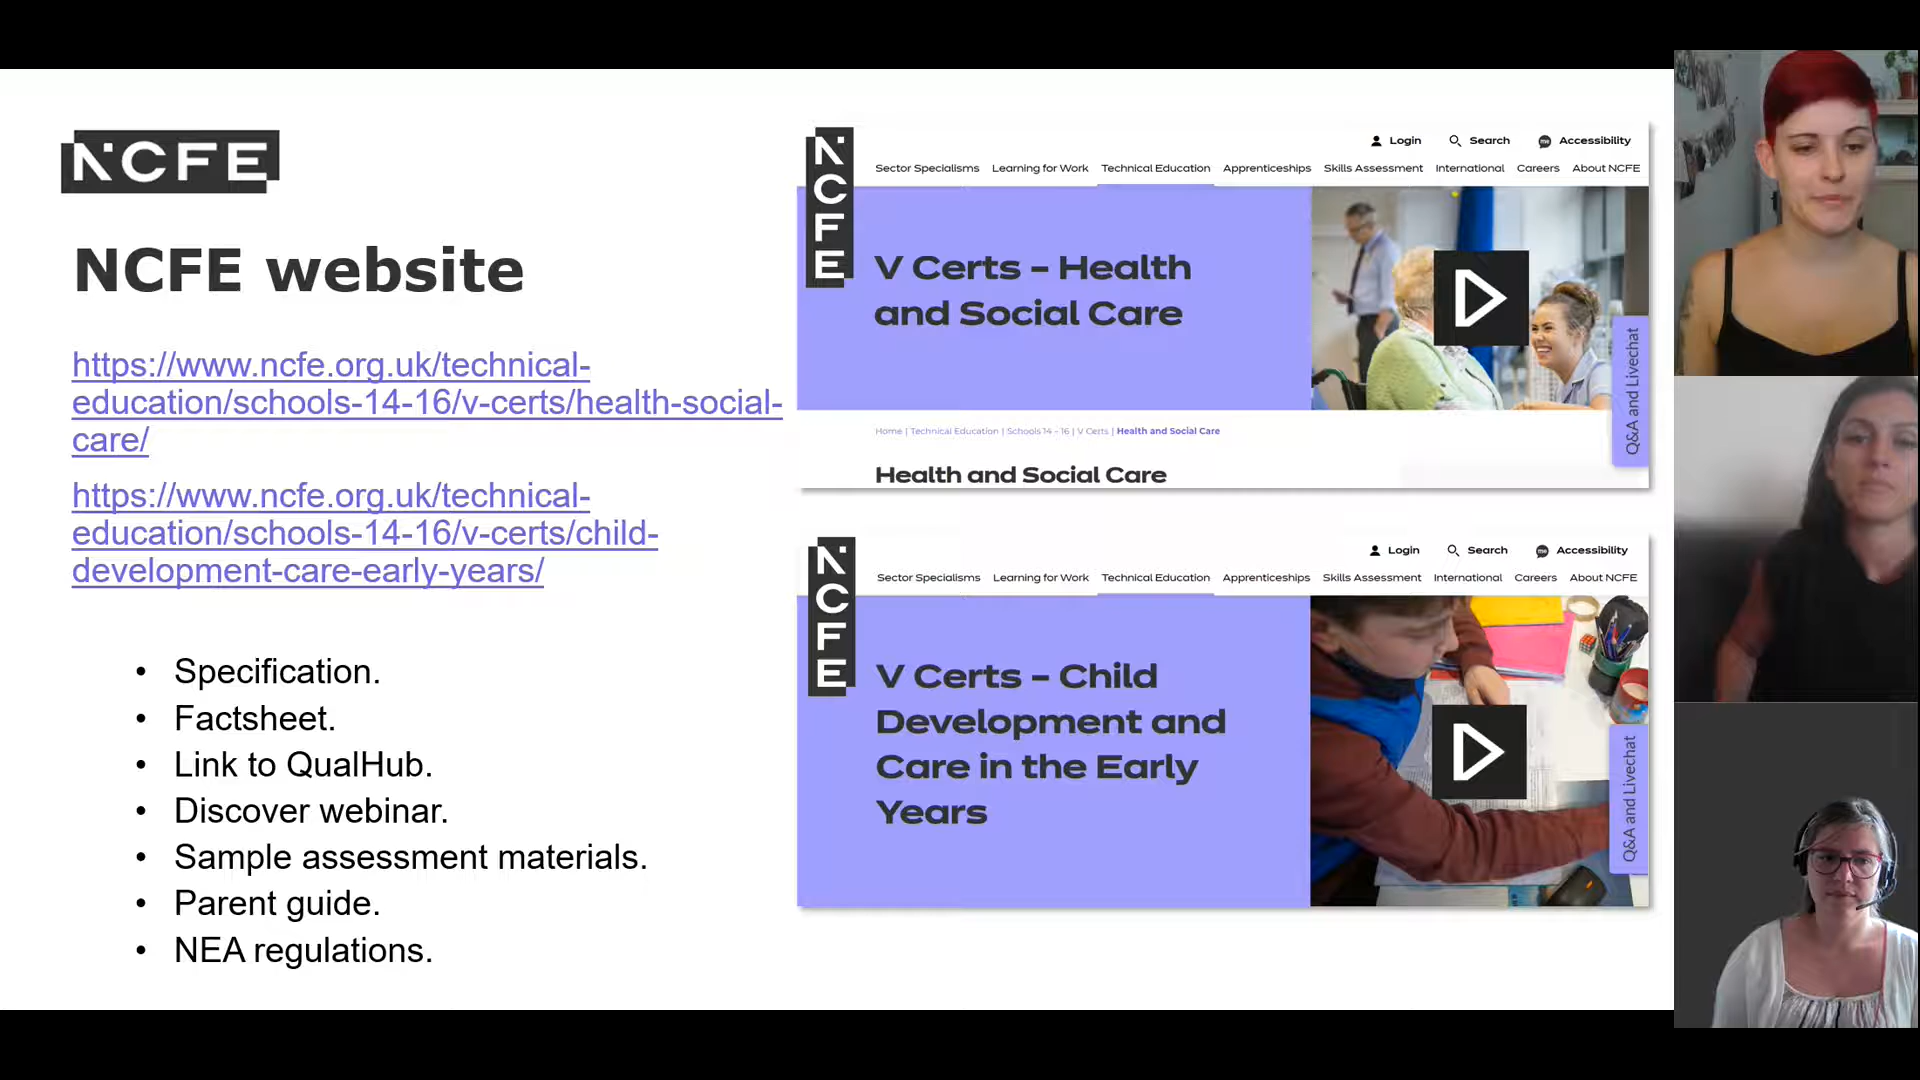 NCFE
NCFE website
https://www.ncfe.org.uk/technical-
education/schools-14-16/v-certs/health-social-
care/
https://www.ncfe.org.uk/technical-
education/schools-14-16/v-certs/child-
development-care-early-years/
• Specification.
• Factsheet.
• Link to QualHub.
• Discover webinar.
• Sample assessment materials.
• Parent guide.
• NEA regulations.
NCFE
Login Search Accessibility
Sector Specialisms Learning for Work Technical Education Apprenticeships Skills Assessment International Careers About NCFE
V Certs – Health
and Social Care
Q&A and Livechat
Home | Technical Education | Schools 14 – 16 | V Certs | Health and Social Care
Health and Social Care
NCFE
Login Search Accessibility
Sector Specialisms Learning for Work Technical Education Apprenticeships Skills Assessment International Careers About NCFE
V Certs – Child
Development and
Care in the Early
Years
Q&A and Livechat